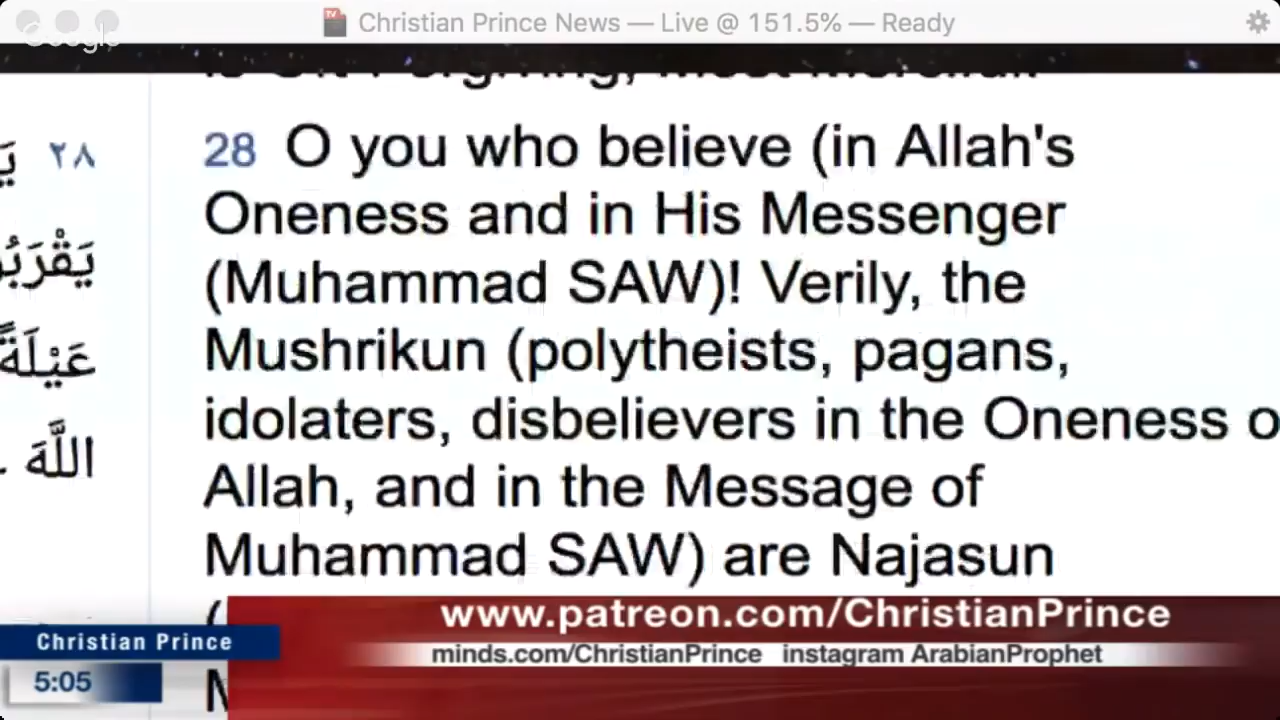 Christian Prince News — Live @ 151.5% — Ready
Google
28 O you who believe (in Allah's
Oneness and in His Messenger
(Muhammad SAW)! Verily, the
Mushrikun (polytheists, pagans,
idolaters, disbelievers in the Oneness o
Allah, and in the Message of
Muhammad SAW) are Najasun
٢٨
عَيْلَةً
اللَّهَ
www.patreon.com/ChristianPrince
Christian Prince
minds.com/ChristianPrince instagram ArabianProphet
5:05